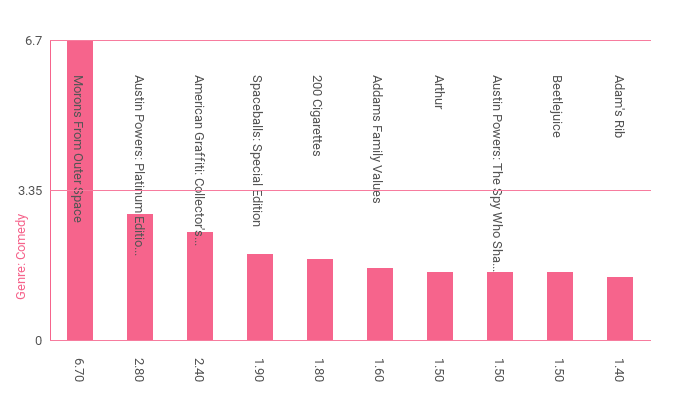 6.7
3.35
0
Genre: Comedy
Morons From Outer Space
Austin Powers: Platinum Editio...
American Graffiti: Collector's...
Spaceballs: Special Edition
200 Cigarettes
Addams Family Values
Arthur
Austin Powers: The Spy Who Sha...
Beetlejuice
Adam's Rib
6.70
2.80
2.40
1.90
1.80
1.60
1.50
1.50
1.50
1.40